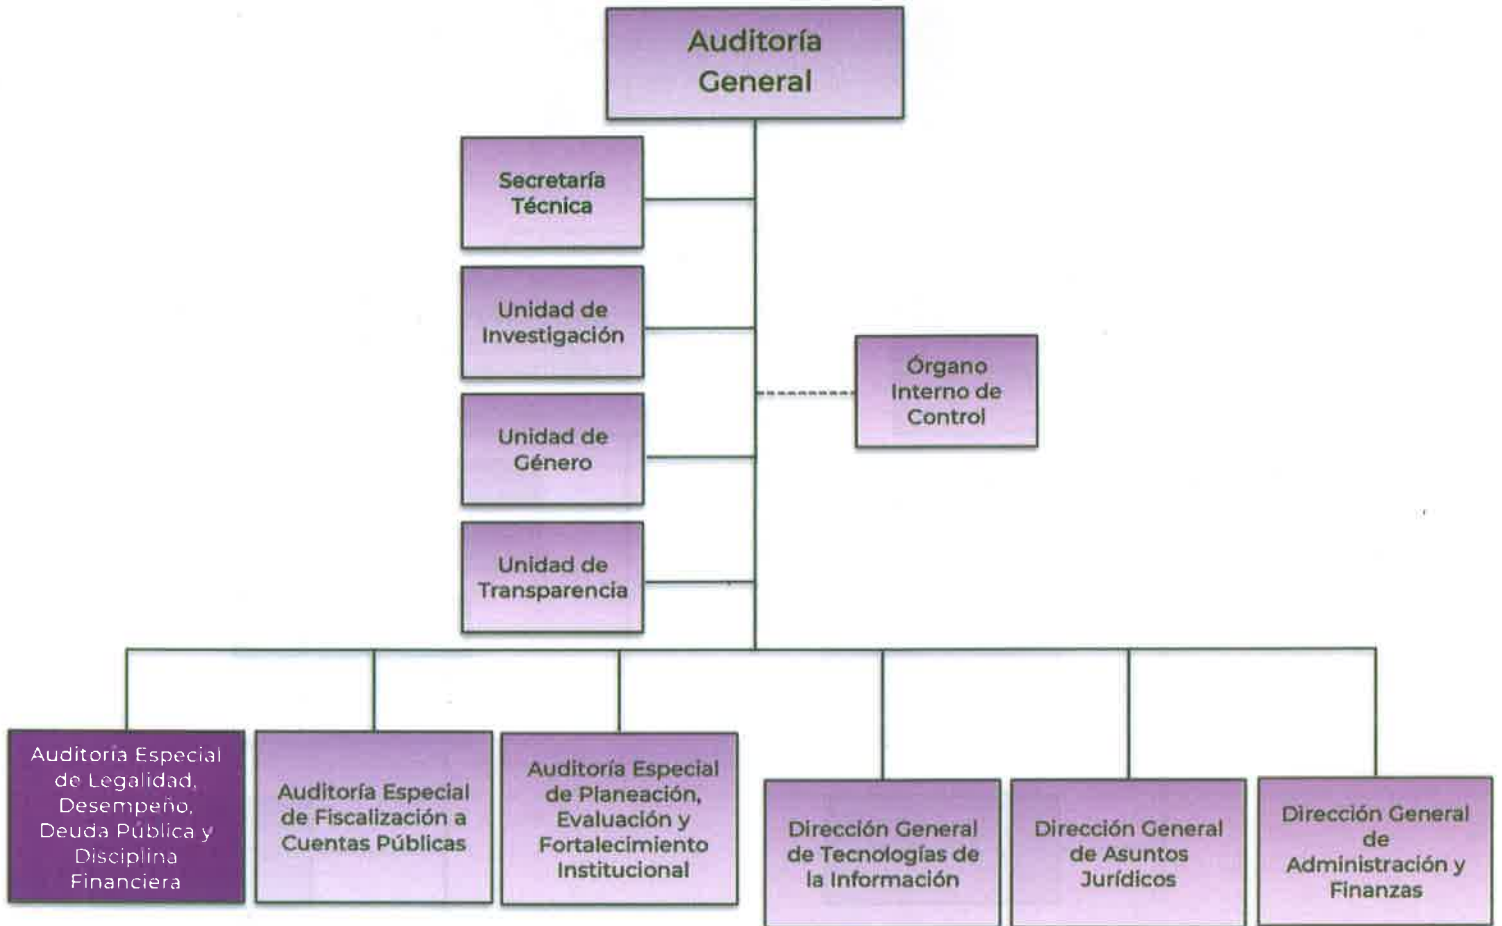 Auditoría
General
Secretaría
Técnica
Unidad de
Investigación
Órgano
Interno de
Control
Unidad de
Género
Unidad de
Transparencia
Auditoría Especial
de Legalidad,
Desempeño,
Deuda Pública y
Disciplina
Financiera
Auditoría Especial
de Fiscalización a
Cuentas Públicas
Auditoría Especial
de Planeación,
Evaluación y
Fortalecimiento
Institucional
Dirección General
de Tecnologías de
la Información
Dirección General
de Asuntos
Jurídicos
Dirección General
de
Administración y
Finanzas